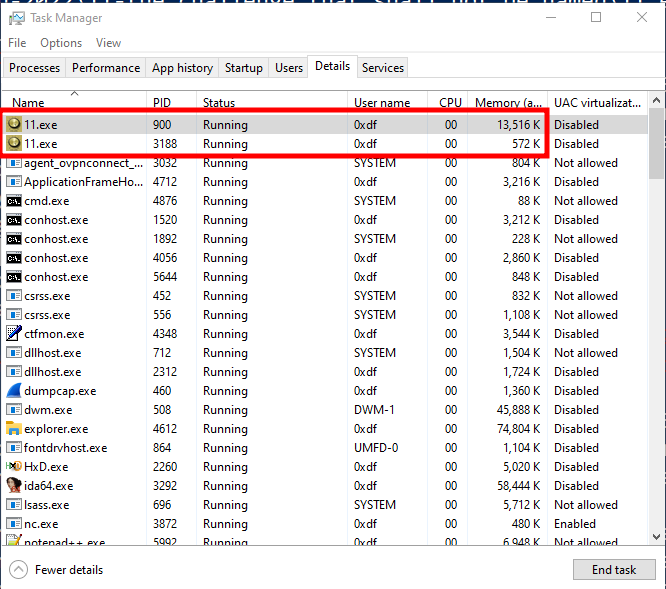 Task Manager
File Options View
Processes Performance App history Startup Users Details Services
Name PID Status User name CPU Memory (a... UAC virtualizat...
11.exe 900 Running 0xdf 00 13,516 K Disabled
11.exe 3188 Running 0xdf 00 572 K Disabled
agent_ovpnconnect_... 3032 Running SYSTEM 00 804 K Not allowed
ApplicationFrameHo... 4712 Running 0xdf 00 3,216 K Disabled
cmd.exe 4876 Running SYSTEM 00 88 K Not allowed
conhost.exe 1520 Running 0xdf 00 3,212 K Disabled
conhost.exe 1892 Running SYSTEM 00 228 K Not allowed
conhost.exe 4056 Running 0xdf 00 2,860 K Disabled
conhost.exe 5644 Running 0xdf 00 848 K Disabled
csrss.exe 452 Running SYSTEM 00 832 K Not allowed
csrss.exe 556 Running SYSTEM 00 1,108 K Not allowed
ctfmon.exe 4348 Running 0xdf 00 3,544 K Disabled
dllhost.exe 712 Running SYSTEM 00 1,504 K Not allowed
dllhost.exe 2312 Running 0xdf 00 1,724 K Disabled
dumpcap.exe 460 Running 0xdf 00 1,360 K Disabled
dwm.exe 508 Running DWM-1 00 45,888 K Disabled
explorer.exe 4612 Running 0xdf 00 74,804 K Disabled
fontdrvhost.exe 864 Running UMFD-0 00 1,104 K Disabled
HxD.exe 2260 Running 0xdf 00 5,020 K Disabled
ida64.exe 3292 Running 0xdf 00 58,444 K Disabled
lsass.exe 696 Running SYSTEM 00 5,712 K Not allowed
nc.exe 3872 Running 0xdf 00 480 K Enabled
notepad++.exe 5992 Running 0xdf 00 6,948 K Not allowed
Fewer details End task